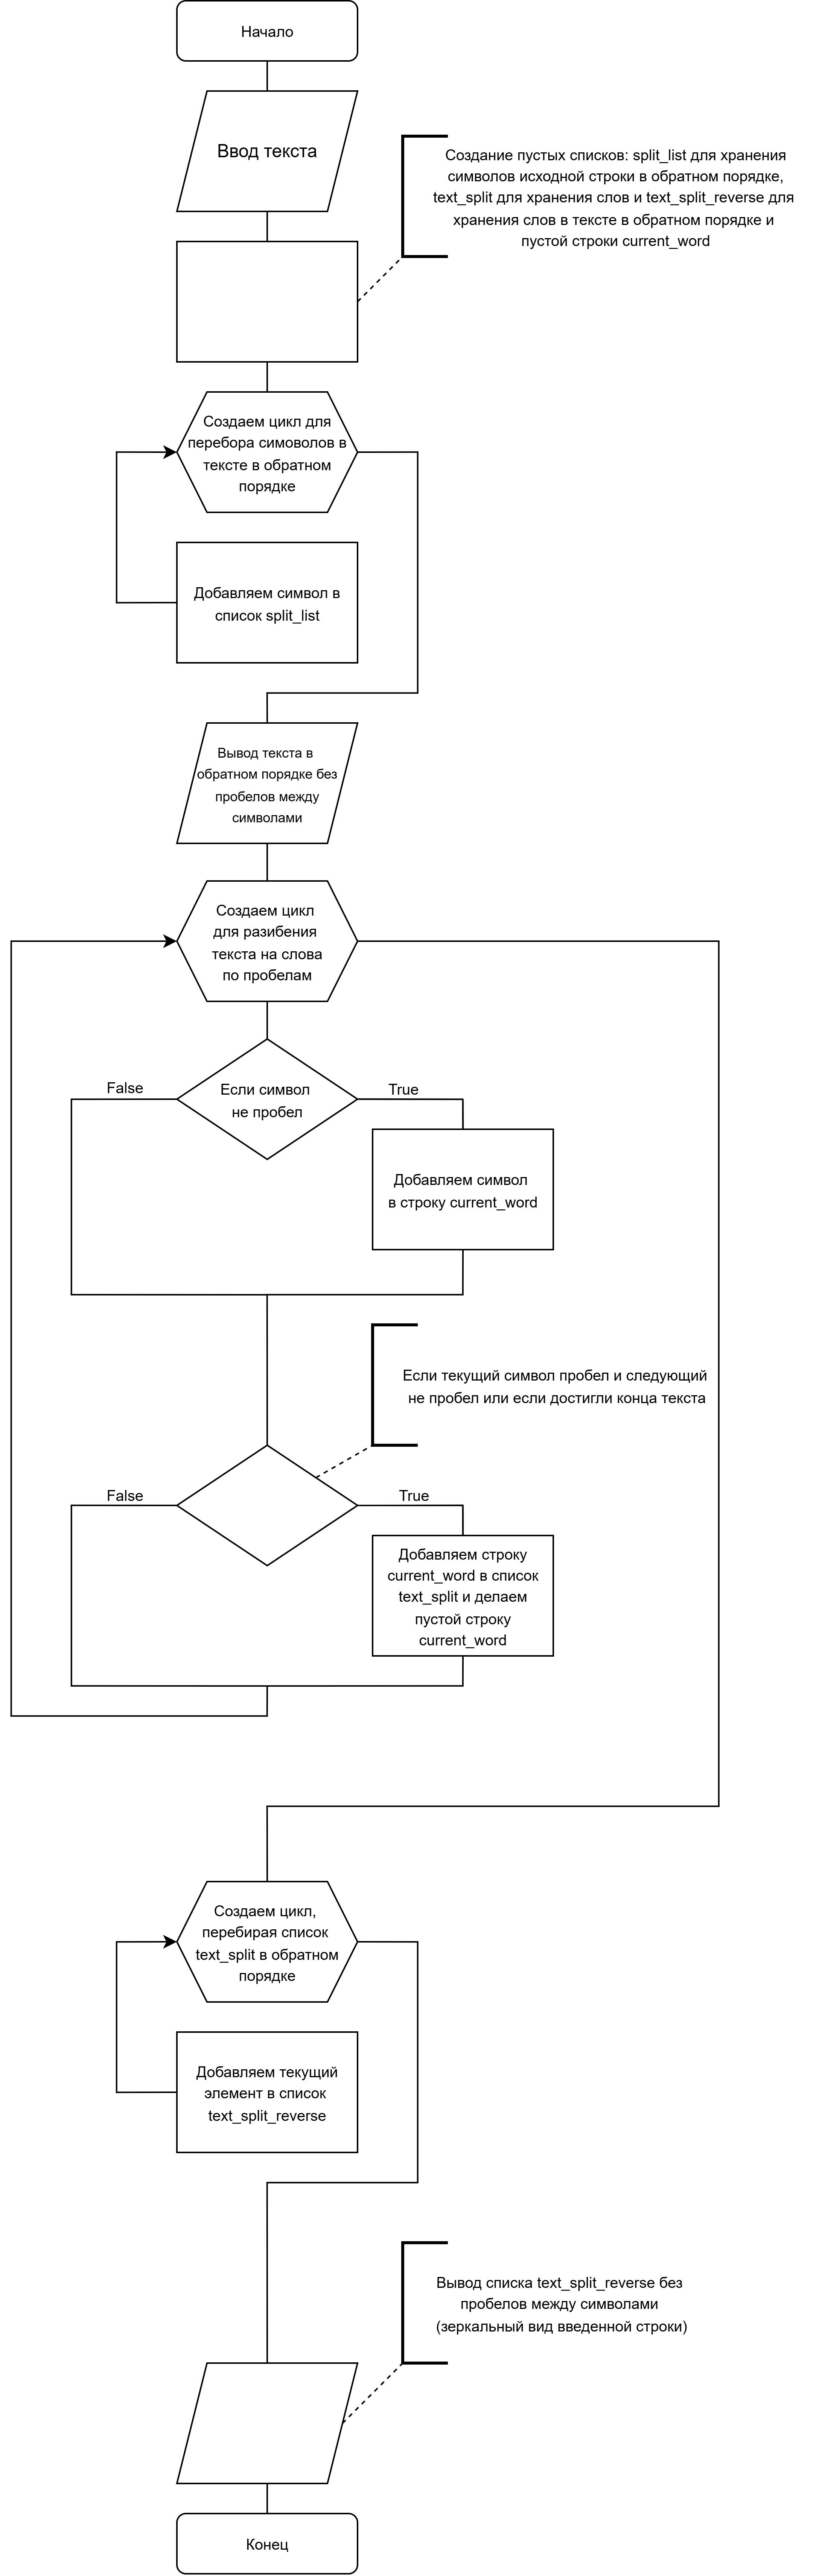 Начало
Ввод текста
Создание пустых списков: split_list для хранения
символов исходной строки в обратном порядке,
text_split для хранения слов и text_split_reverse для
хранения слов в тексте в обратном порядке и
пустой строки current_word
Создаем цикл для
перебора симоволов в
тексте в обратном
порядке
Добавляем символ в
список split_list
Вывод текста в
обратном порядке без
пробелов между
символами
Создаем цикл
для разибения
текста на слова
по пробелам
False
Если символ
не пробел
True
Добавляем символ
в строку current_word
Если текущий символ пробел и следующий
не пробел или если достигли конца текста
False
True
Добавляем строку
current_word в список
text_split и делаем
пустой строку
current_word
Создаем цикл,
перебирая список
text_split в обратном
порядке
Добавляем текущий
элемент в список
text_split_reverse
Вывод списка text_split_reverse без
пробелов между символами
(зеркальный вид введенной строки)
Конец